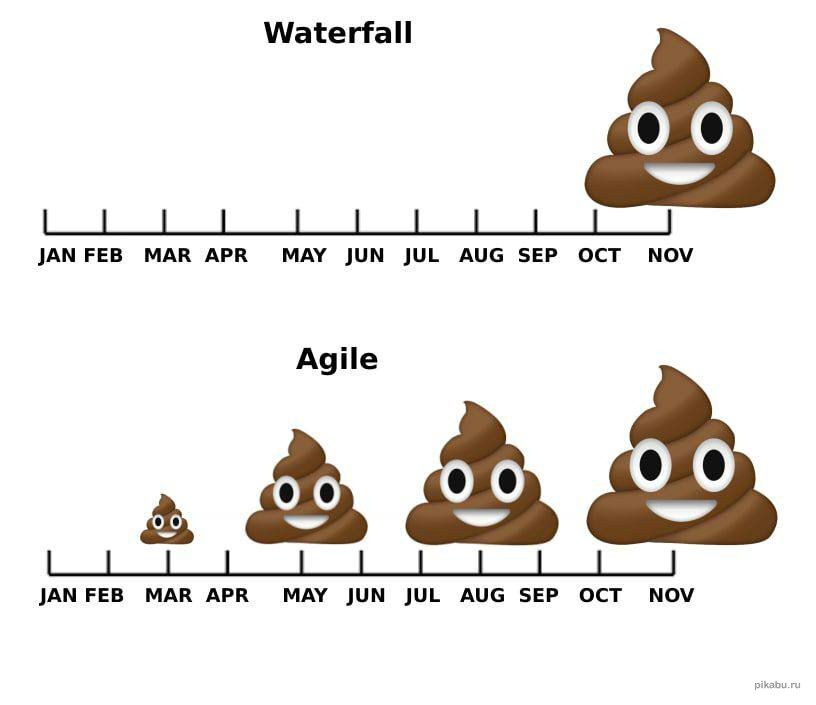 Waterfall
JAN FEB MAR APR MAY JUN JUL AUG SEP OCT NOV
Agile
JAN FEB MAR APR MAY JUN JUL AUG SEP OCT NOV
pikabu.ru